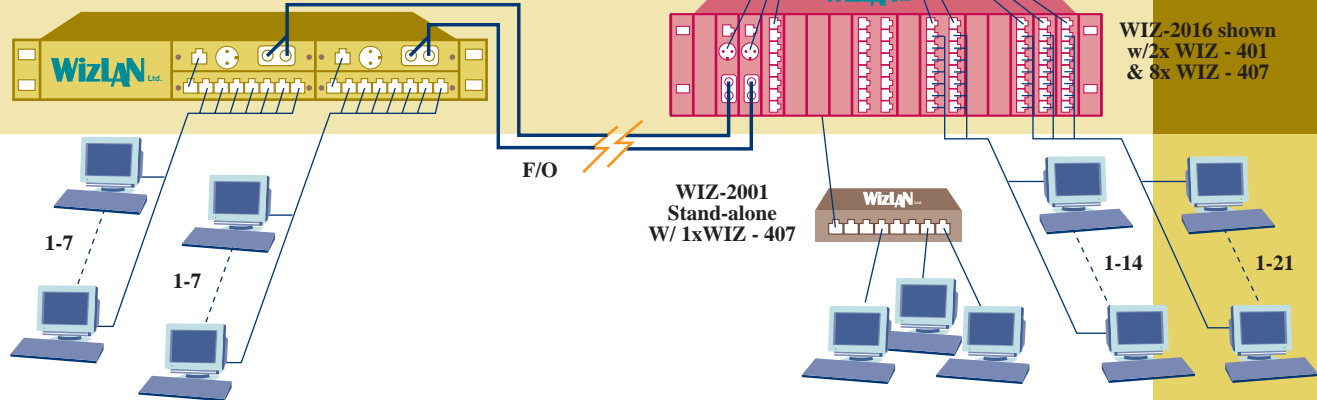 WizLAN Ltd.
WIZ-2016 shown
w/2x WIZ - 401
& 8x WIZ - 407
F/O
WIZ-2001
Stand-alone
W/ 1xWIZ - 407
WizLAN Ltd.
1-7
1-7
1-14
1-21